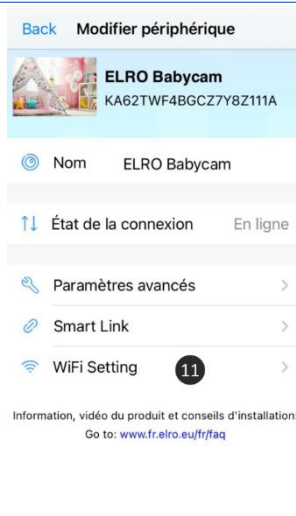 Back Modifier périphérique
ELRO Babycam
KA62TWF4BGCZ7Y8Z111A
Nom ELRO Babycam
État de la connexion En ligne
Paramètres avancés
Smart Link
WiFi Setting 11
Information, vidéo du produit et conseils d'installation:
Go to: www.fr.elro.eu/fr/faq